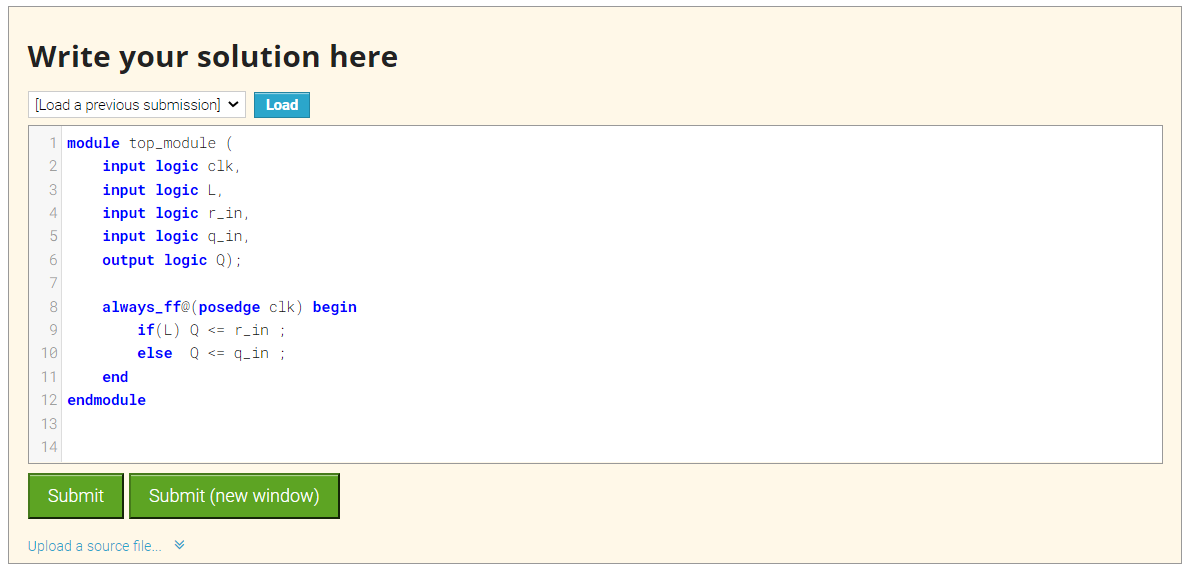 Write your solution here
[Load a previous submission] Load
1 module top_module (
2 input logic clk,
3 input logic L,
4 input logic r_in,
5 input logic q_in,
6 output logic Q);
7
8 always_ff@(posedge clk) begin
9 if(L) Q <= r_in ;
10 else  Q <= q_in ;
11 end
12 endmodule
13
14
Submit Submit (new window)
Upload a source file...